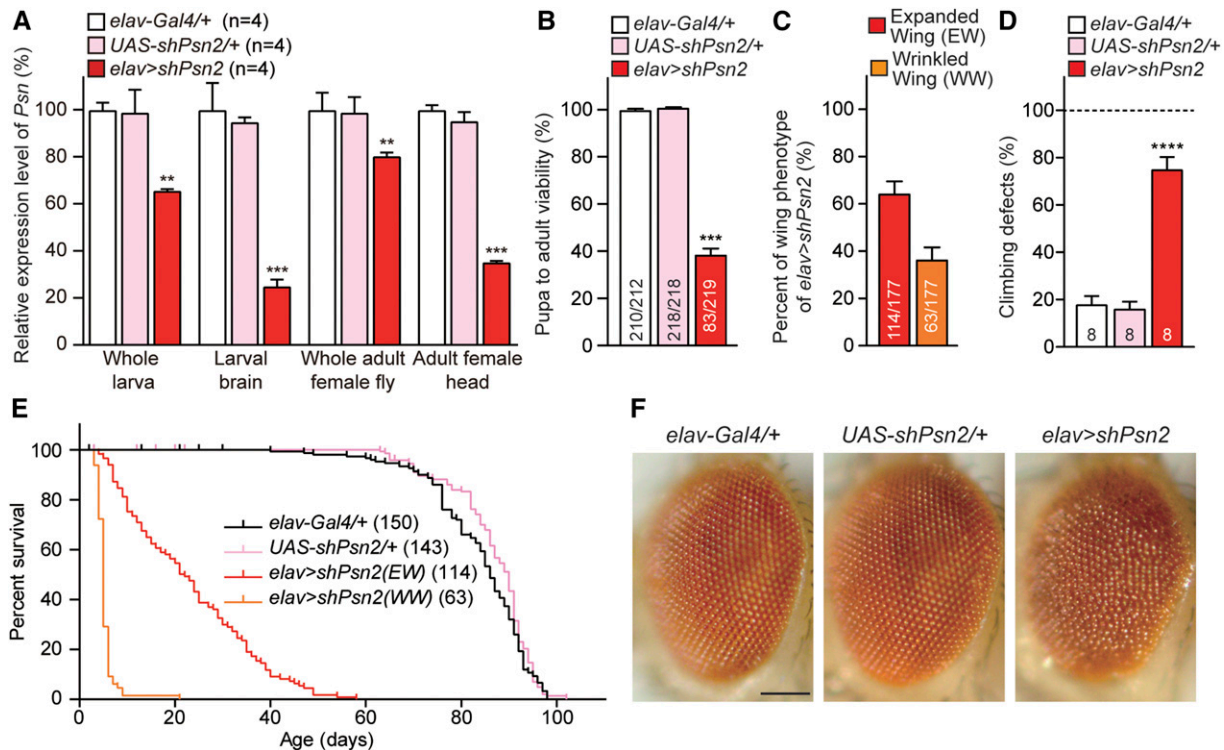 A
elav-Gal4/+ (n=4)
UAS-shPsn2/+ (n=4)
elav>shPsn2 (n=4)
Relative expression level of Psn (%)
100
80
60
40
20
0
**
***
**
***
Whole
larva
Larval
brain
Whole adult
female fly
Adult female
head
B
elav-Gal4/+
UAS-shPsn2/+
elav>shPsn2
Pupa to adult viability (%)
100
80
60
40
20
0
***
210/212
218/218
83/219
C
Expanded
Wing (EW)
Wrinkled
Wing (WW)
Percent of wing phenotype
of elav>shPsn2 (%)
100
80
60
40
20
0
114/177
63/177
D
elav-Gal4/+
UAS-shPsn2/+
elav>shPsn2
Climbing defects (%)
100
80
60
40
20
0
****
8
8
8
E
Percent survival
100
80
60
40
20
0
elav-Gal4/+ (150)
UAS-shPsn2/+ (143)
elav>shPsn2(EW) (114)
elav>shPsn2(WW) (63)
0
20
40
60
80
100
Age (days)
F
elav-Gal4/+
UAS-shPsn2/+
elav>shPsn2